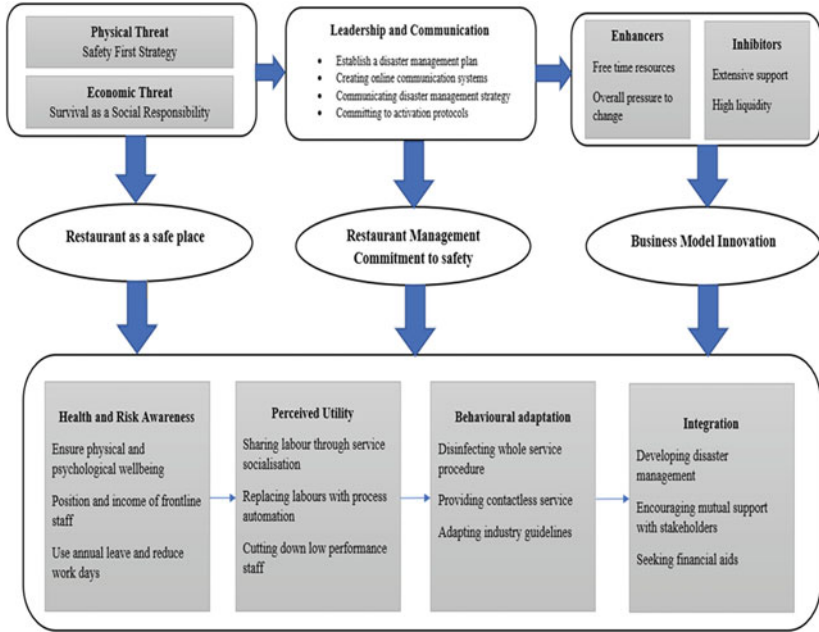 Physical Threat
Safety First Strategy
Economic Threat
Survival as a Social Responsibility
Leadership and Communication
• Establish a disaster management plan
• Creating online communication systems
• Communicating disaster management strategy
• Committing to activation protocols
Enhancers
Free time resources
Overall pressure to
change
Inhibitors
Extensive support
High liquidity
Restaurant as a safe place
Restaurant Management
Commitment to safety
Business Model Innovation
Health and Risk Awareness
Ensure physical and
psychological wellbeing
Position and income of frontline
staff
Use annual leave and reduce
work days
Perceived Utility
Sharing labour through service
socialisation
Replacing labours with process
automation
Cutting down low performance
staff
Behavioural adaptation
Disinfecting whole service
procedure
Providing contactless service
Adapting industry guidelines
Integration
Developing disaster
management
Encouraging mutual support
with stakeholders
Seeking financial aids